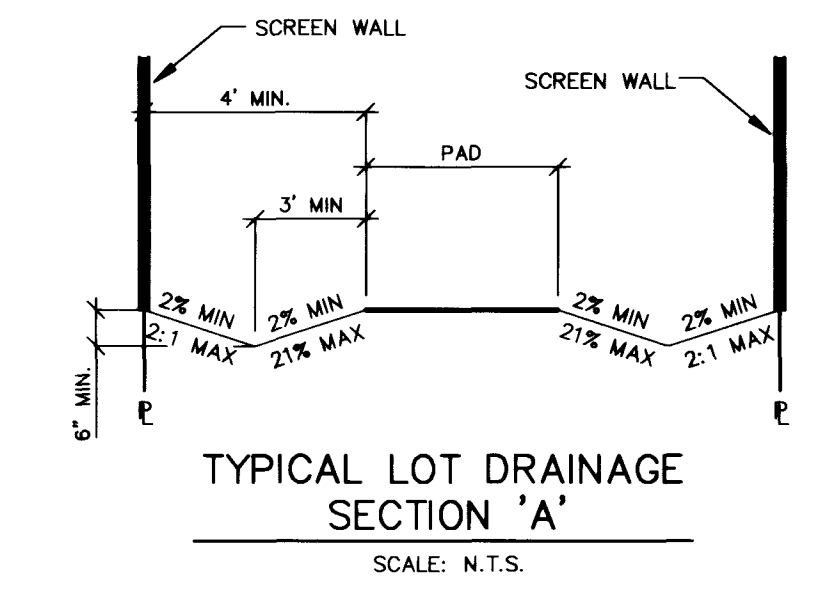 SCREEN WALL
SCREEN WALL
4' MIN.
PAD
3' MIN
2% MIN
2:1 MAX
2% MIN
21% MAX
2% MIN
21% MAX
2% MIN
2:1 MAX
6" MIN.
PL
PL
TYPICAL LOT DRAINAGE
SECTION 'A'
SCALE: N.T.S.